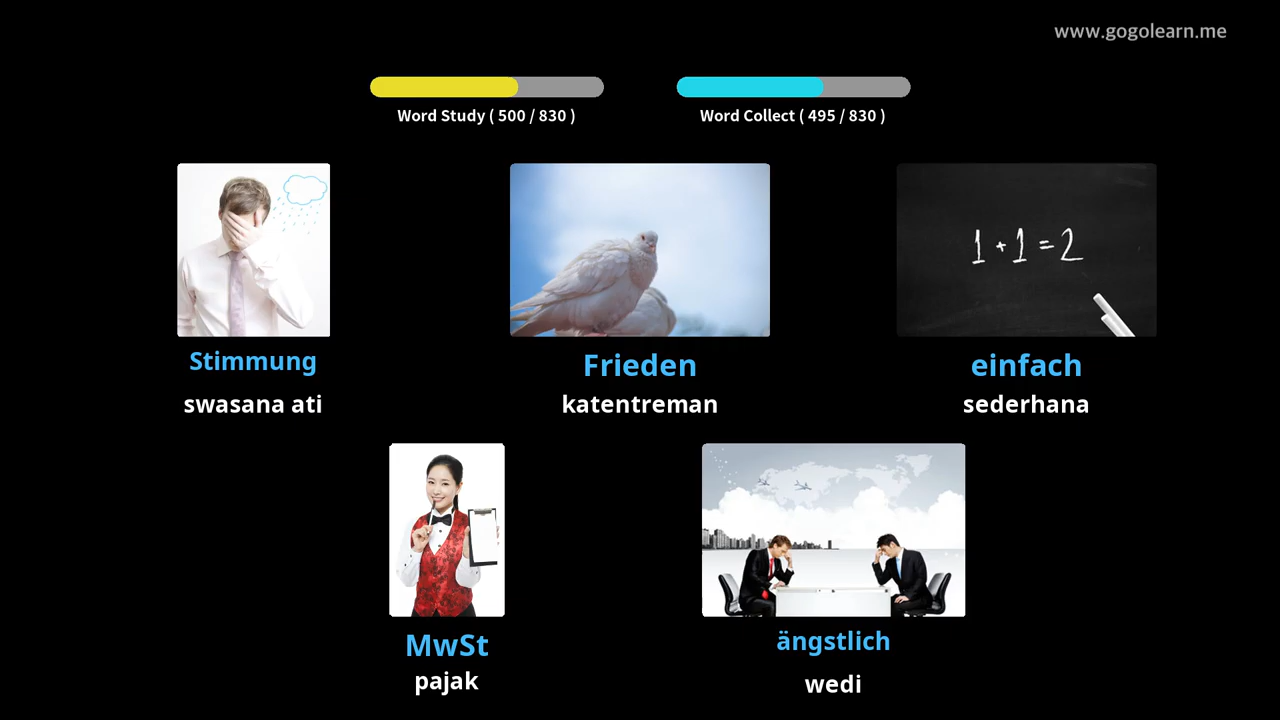 www.gogolearn.me
Word Study ( 500 / 830 )
Word Collect ( 495 / 830 )
1 + 1 = 2
Stimmung
swasana ati
Frieden
katentreman
einfach
sederhana
MwSt
pajak
ängstlich
wedi